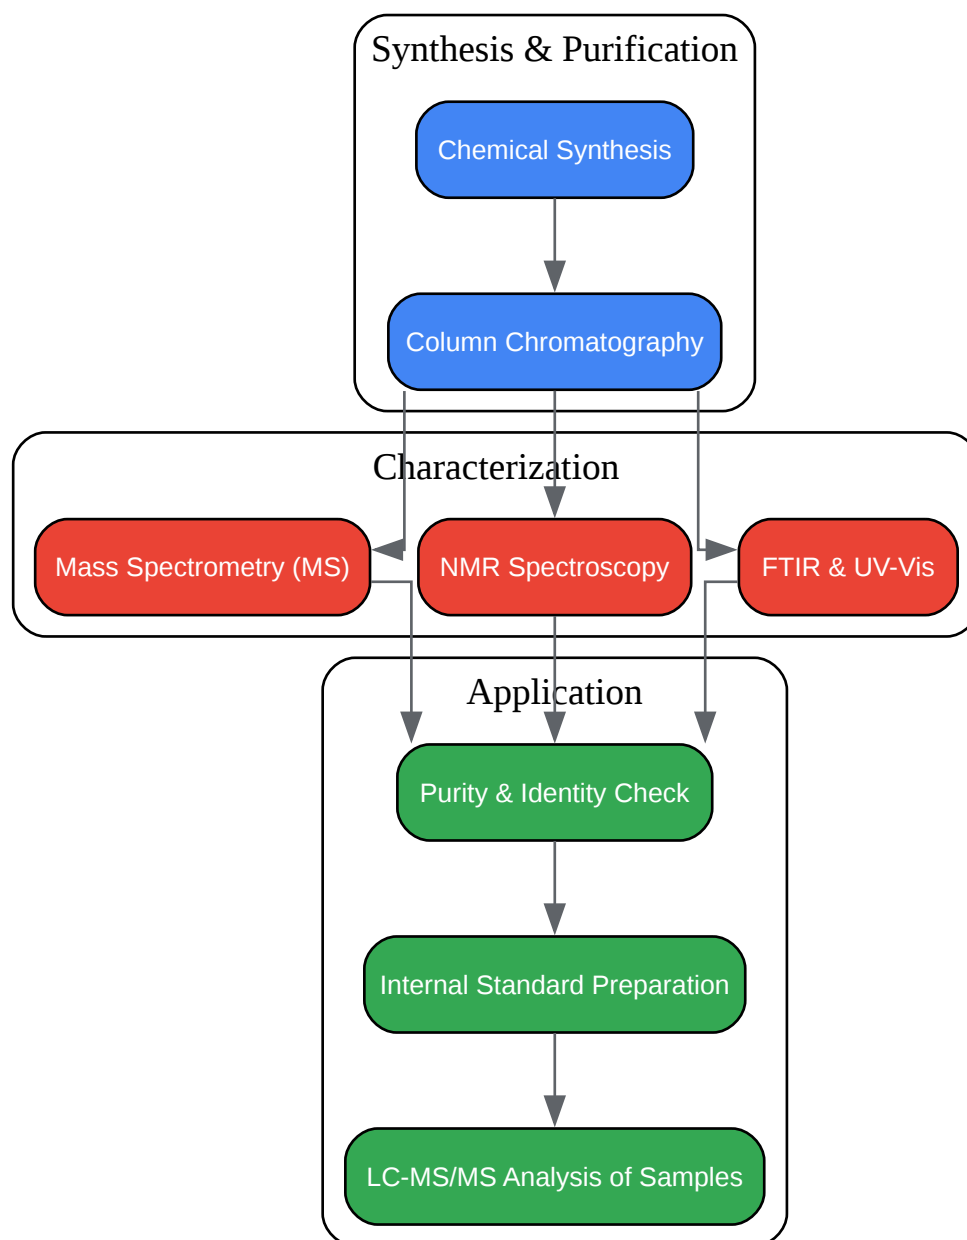 Synthesis & Purification
Chemical Synthesis
Column Chromatography
Characterization
Mass Spectrometry (MS)
NMR Spectroscopy
FTIR & UV-Vis
Application
Purity & Identity Check
Internal Standard Preparation
LC-MS/MS Analysis of Samples